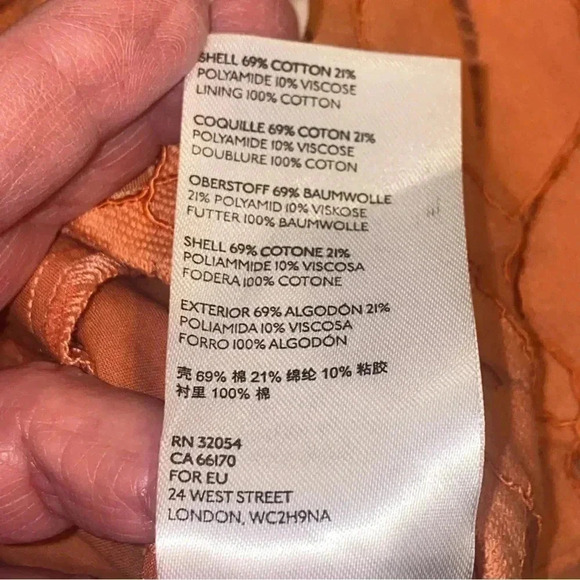 SHELL 69% COTTON 21%
POLYAMIDE 10% VISCOSE
LINING 100% COTTON
COQUILLE 69% COTON 21%
POLYAMIDE 10% VISCOSE
DOUBLURE 100% COTON
OBERSTOFF 69% BAUMWOLLE
21% POLYAMID 10% VISKOSE
FUTTER 100% BAUMWOLLE
SHELL 69% COTONE 21%
POLIAMMIDE 10% VISCOSA
FODERA 100% COTONE
EXTERIOR 69% ALGODÓN 21%
POLIAMIDA 10% VISCOSA
FORRO 100% ALGODÓN
壳 69% 棉 21% 绵纶 10% 粘胶
衬里 100% 棉
RN 32054
CA 66170
FOR EU
24 WEST STREET
LONDON, WC2H9NA